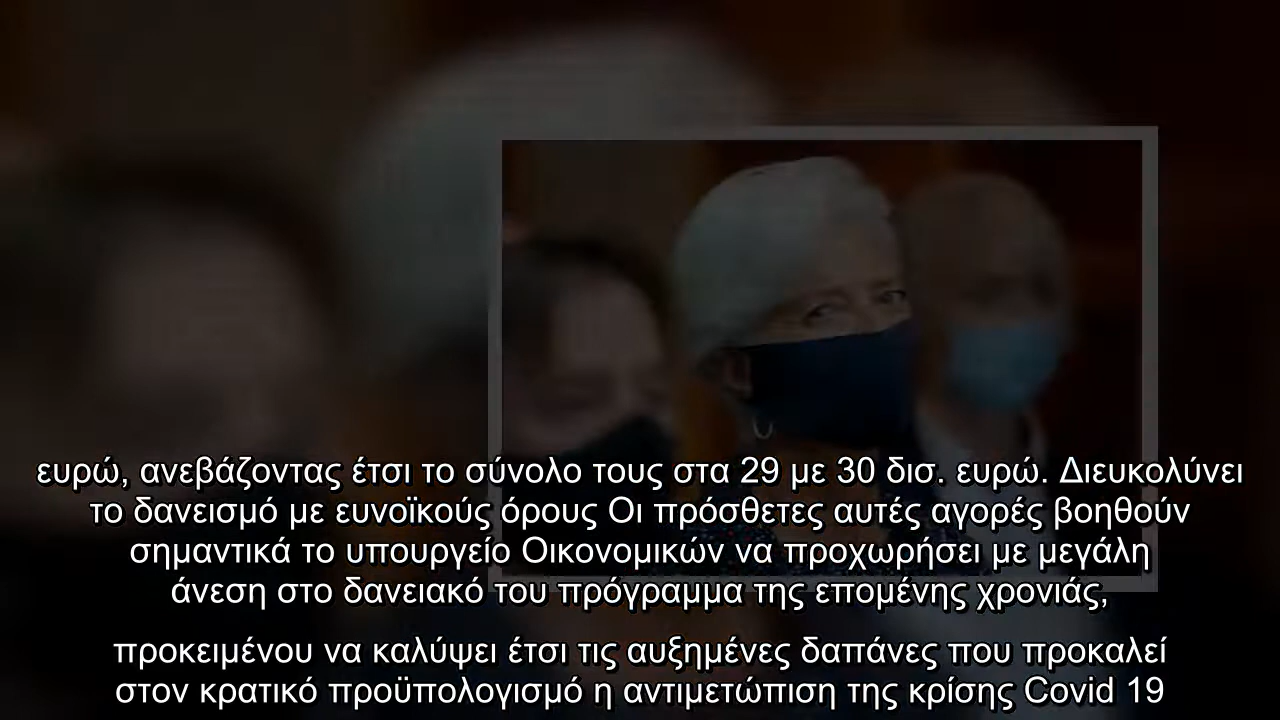 ευρώ, ανεβάζοντας έτσι το σύνολο τους στα 29 με 30 δισ. ευρώ. Διευκολύνει
το δανεισμό με ευνοϊκούς όρους Οι πρόσθετες αυτές αγορές βοηθούν
σημαντικά το υπουργείο Οικονομικών να προχωρήσει με μεγάλη
άνεση στο δανειακό του πρόγραμμα της επομένης χρονιάς,
προκειμένου να καλύψει έτσι τις αυξημένες δαπάνες που προκαλεί
στον κρατικό προϋπολογισμό η αντιμετώπιση της κρίσης Covid 19